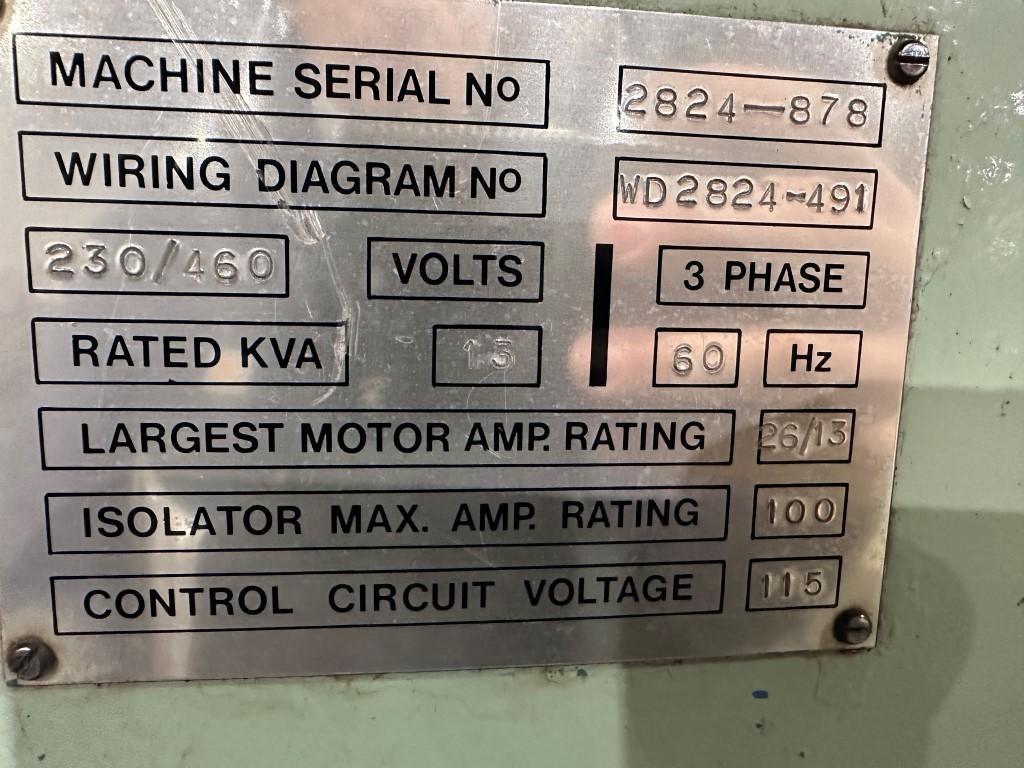 MACHINE SERIAL No 2824-878
WIRING DIAGRAM No WD2824-491
230/460 VOLTS 3 PHASE
RATED KVA 13 60 Hz
LARGEST MOTOR AMP. RATING 26/13
ISOLATOR MAX. AMP. RATING 100
CONTROL CIRCUIT VOLTAGE 115